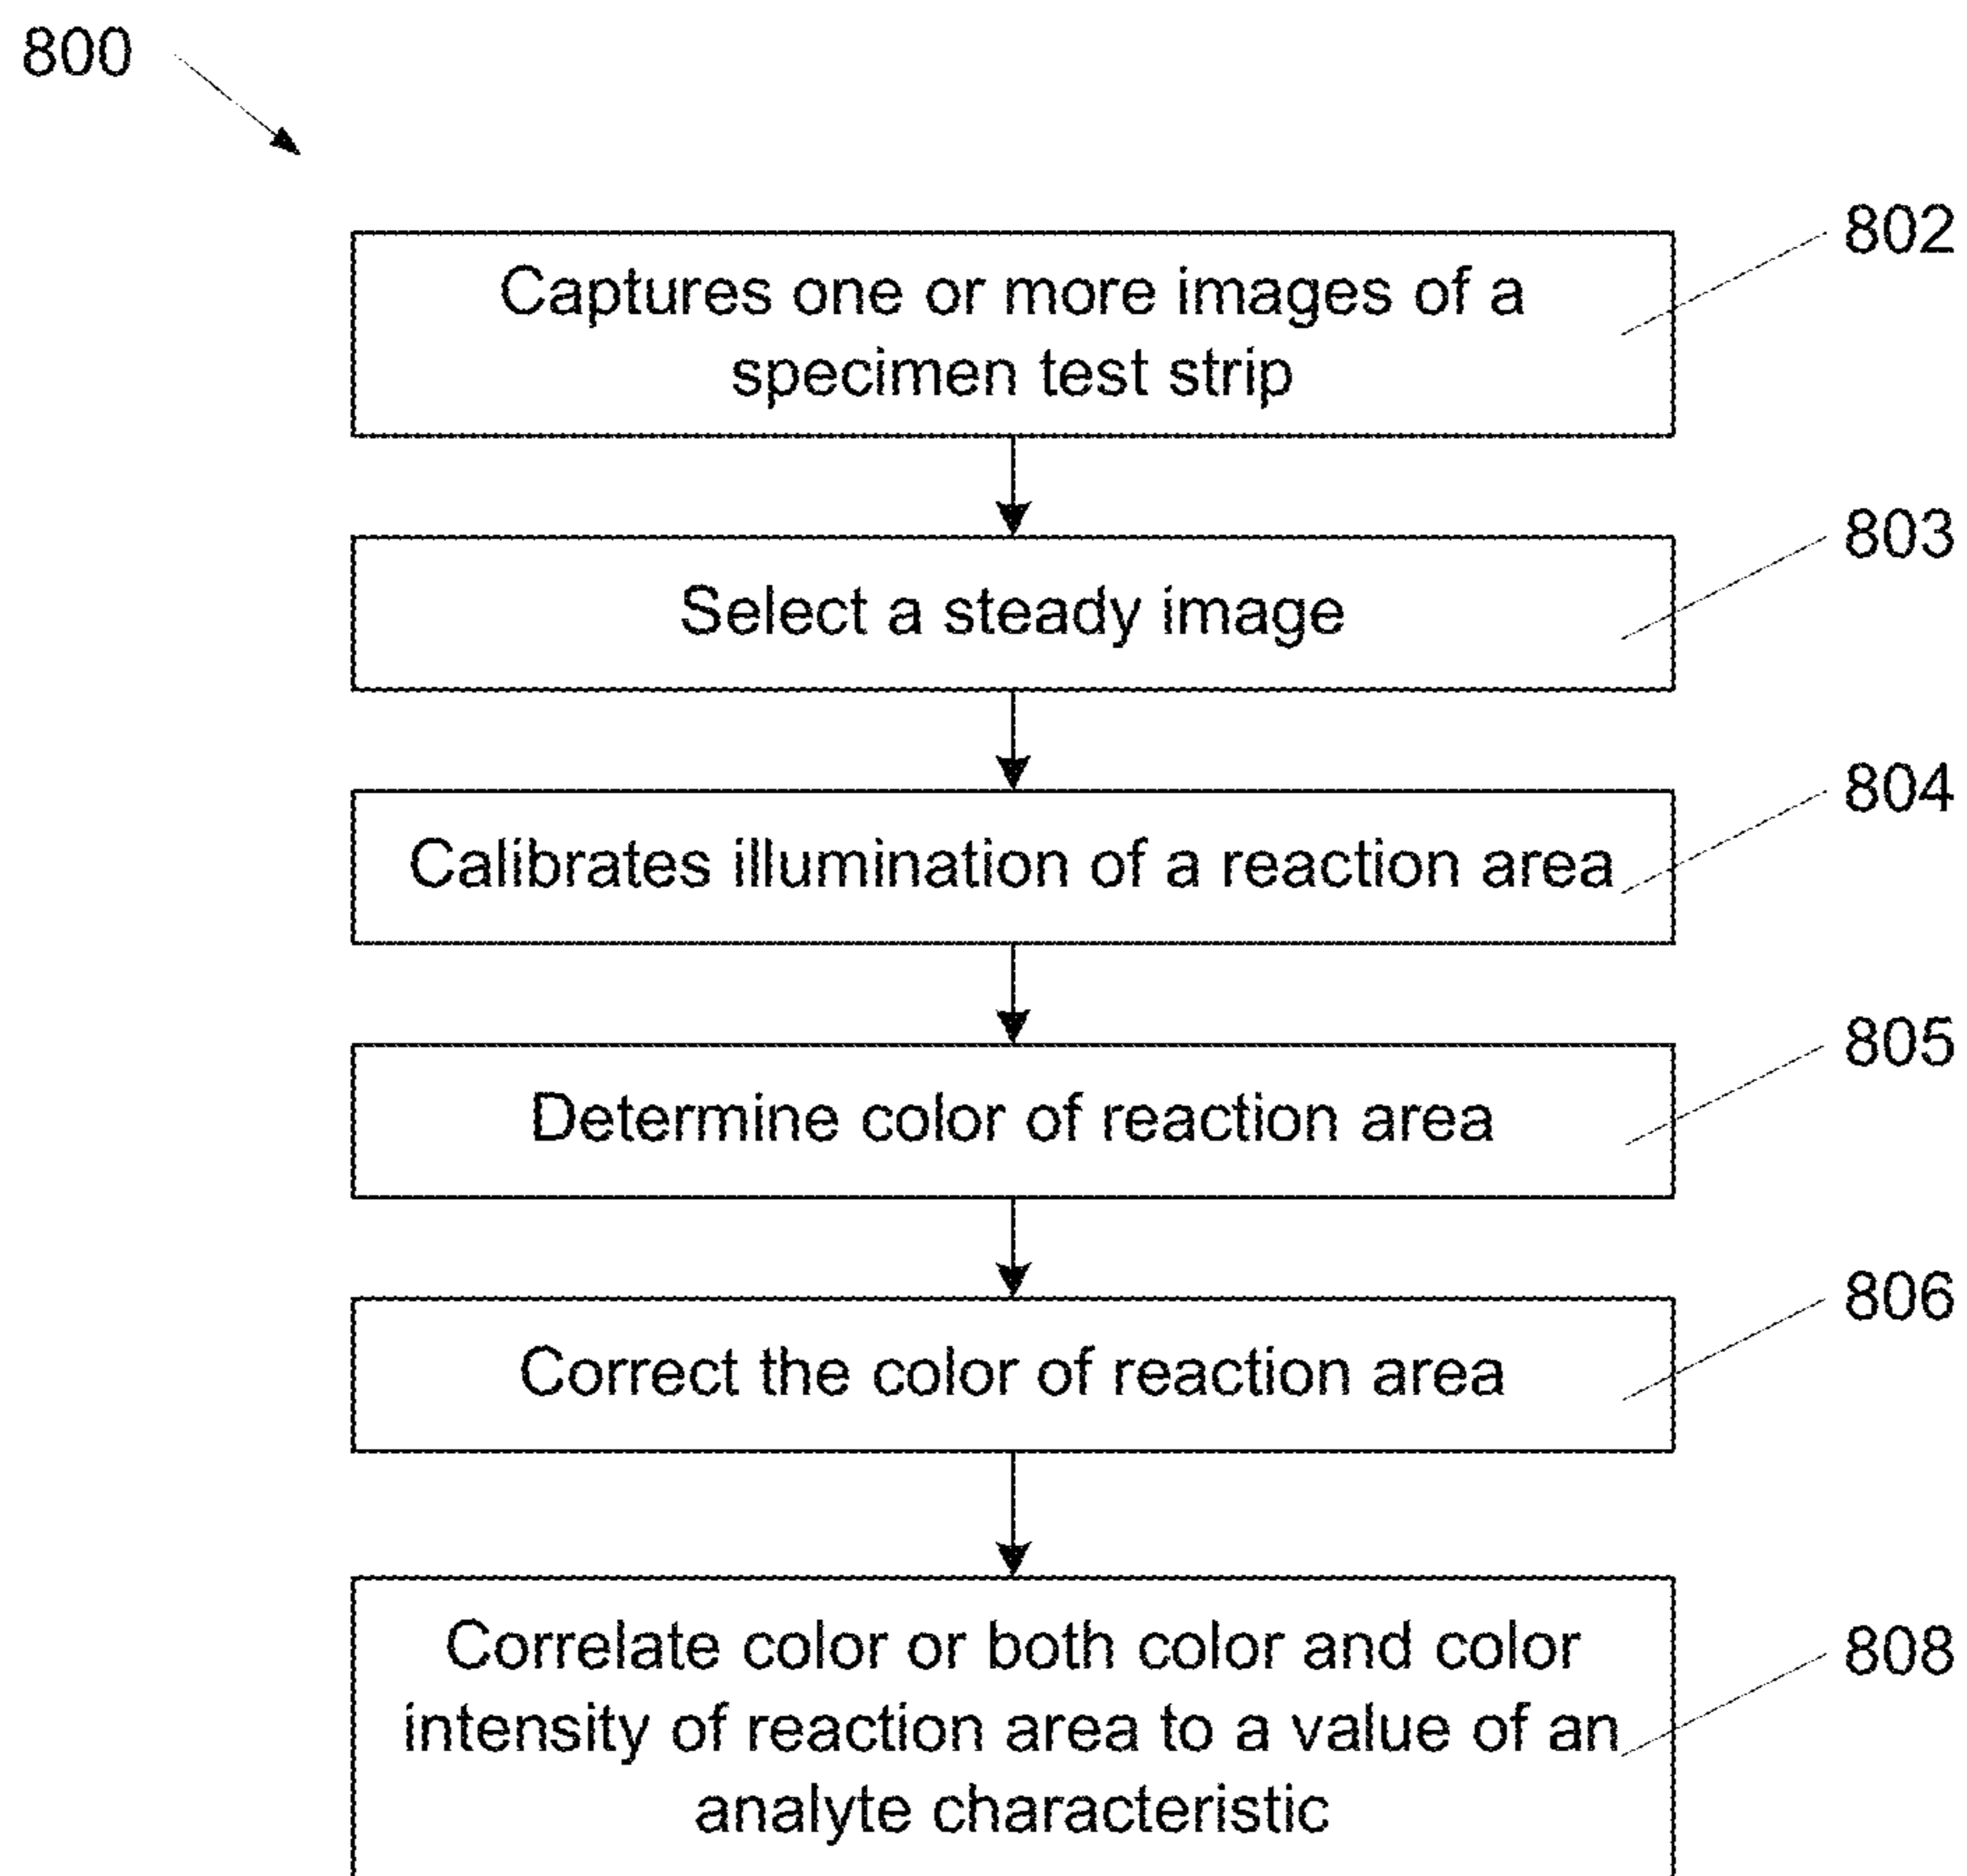 800
802
Captures one or more images of a
specimen test strip
803
Select a steady image
804
Calibrates illumination of a reaction area
805
Determine color of reaction area
806
Correct the color of reaction area
808
Correlate color or both color and color
intensity of reaction area to a value of an
analyte characteristic